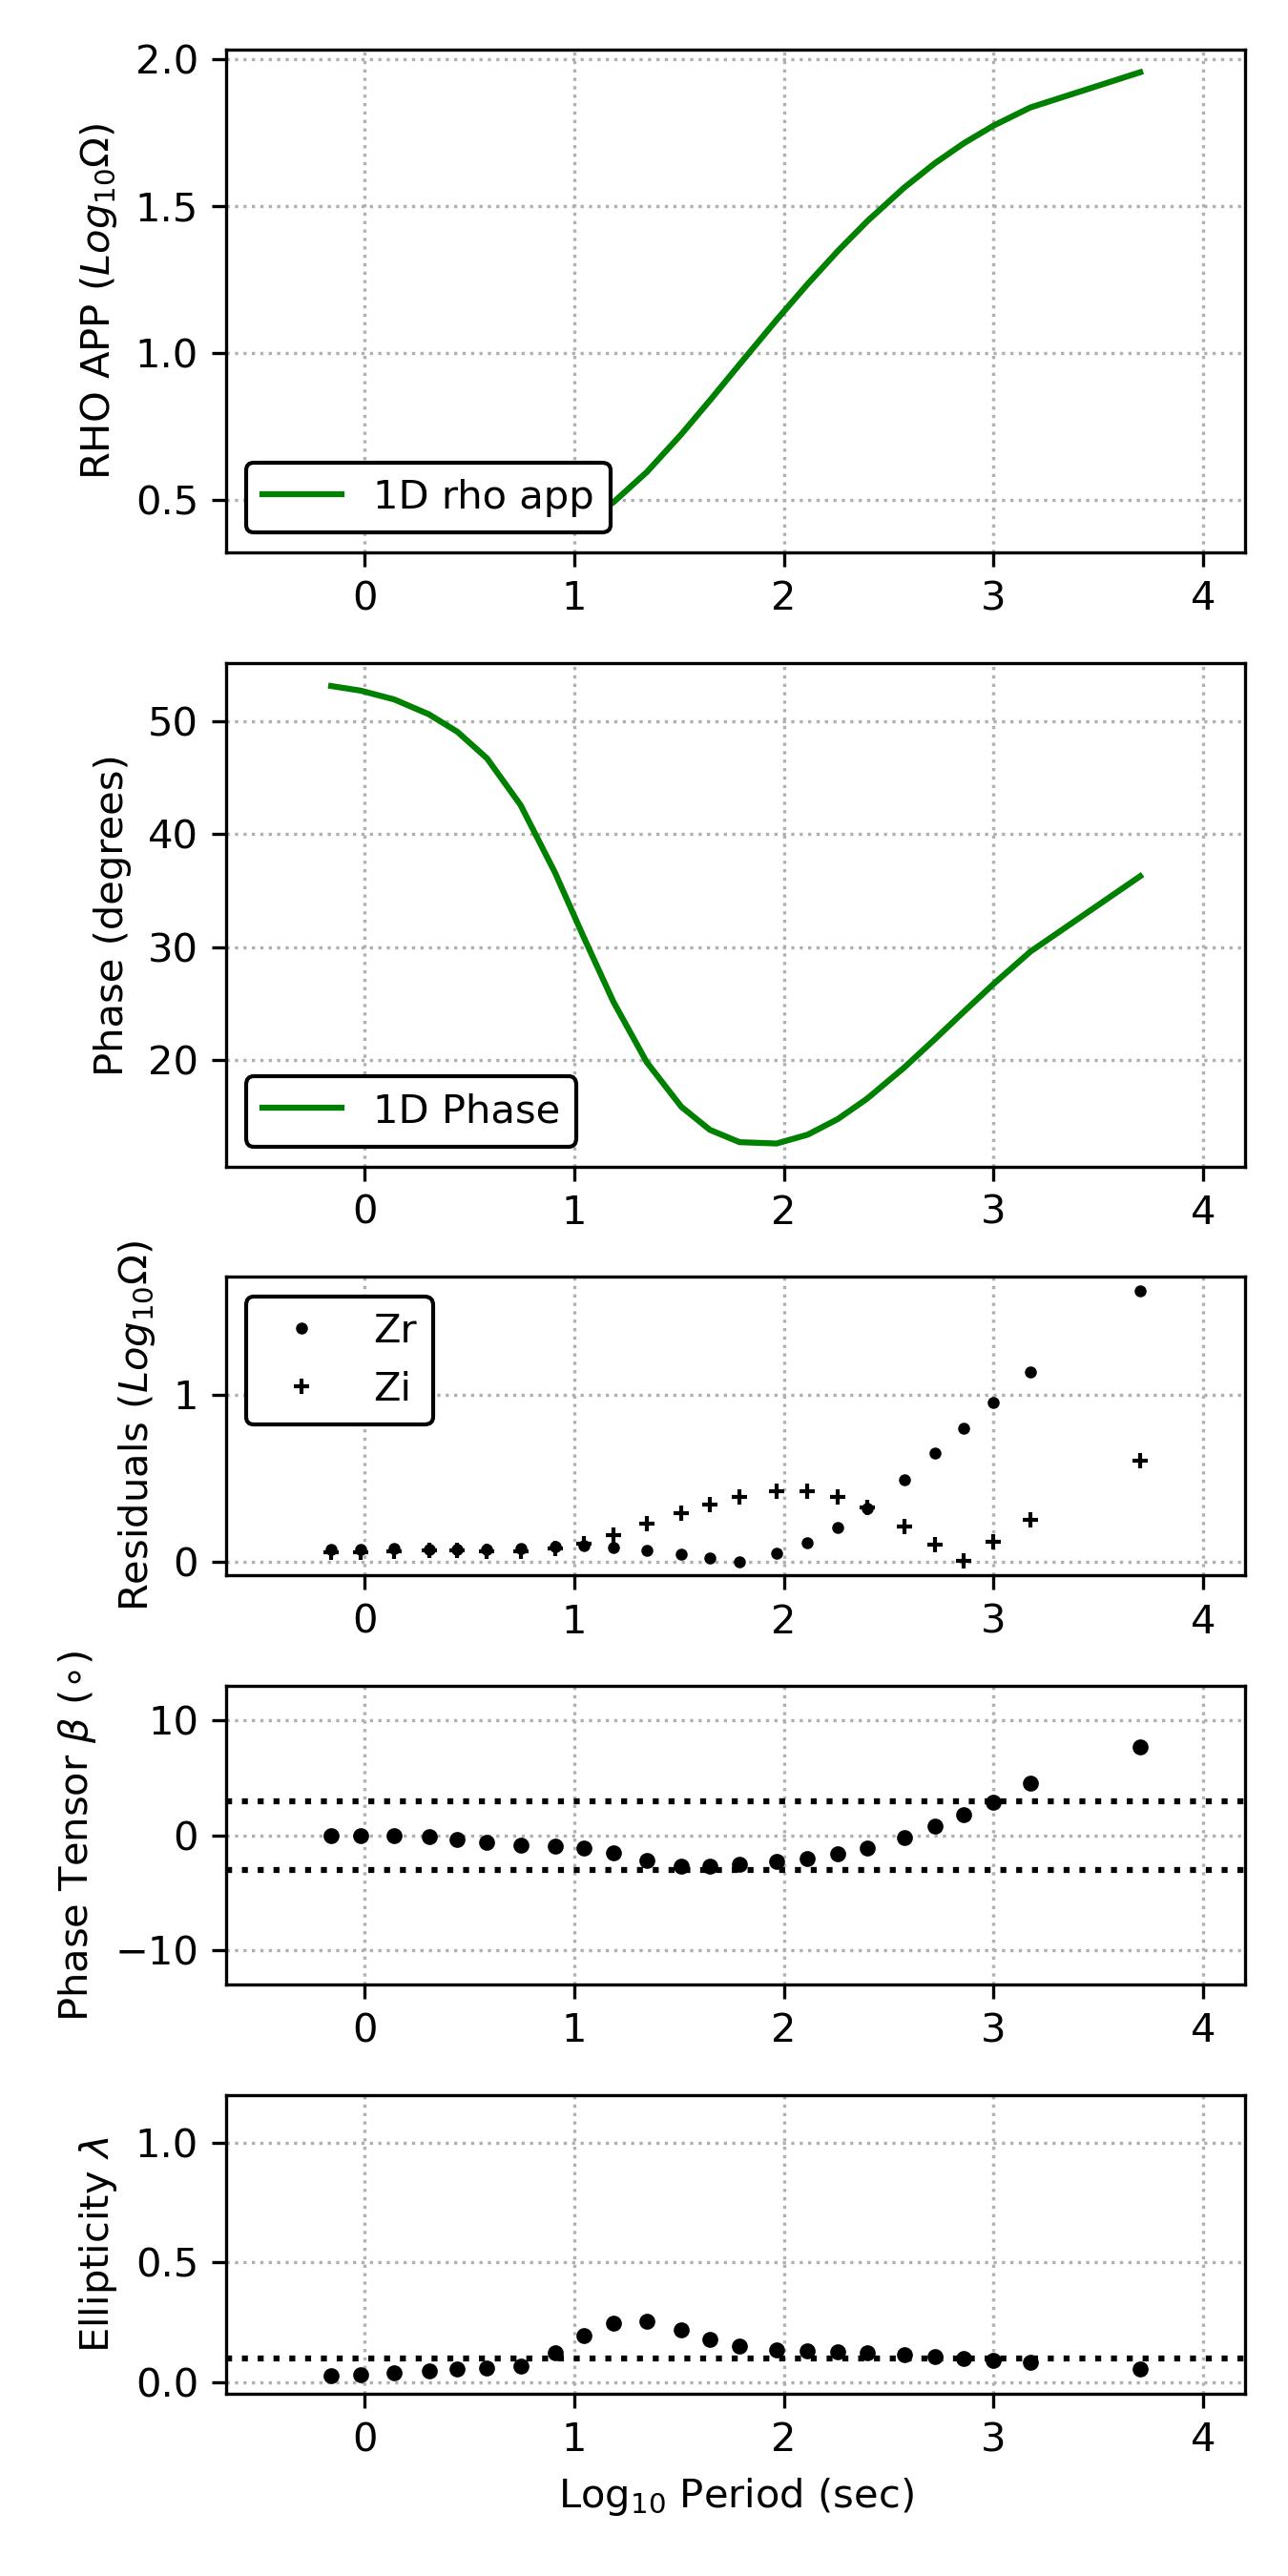 RHO APP (Log₁₀Ω)
2.0
1.5
1.0
0.5
1D rho app
0 1 2 3 4
Phase (degrees)
50
40
30
20
1D Phase
0 1 2 3 4
Residuals (Log₁₀Ω)
1
0
Zr
Zi
0 1 2 3 4
Phase Tensor β (∘)
10
0
−10
0 1 2 3 4
Ellipticity λ
1.0
0.5
0.0
0 1 2 3 4
Log₁₀ Period (sec)